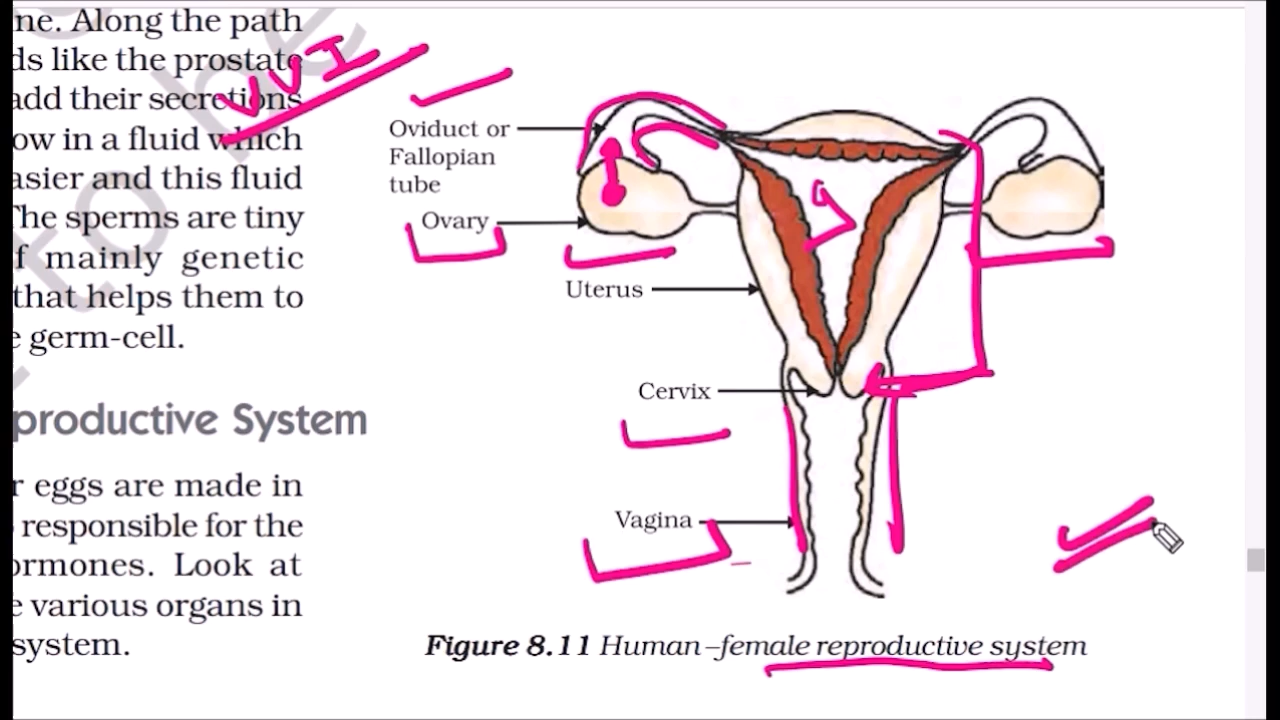 ne. Along the path
ds like the prostate
add their secretions
ow in a fluid which
asier and this fluid
The sperms are tiny
f mainly genetic
that helps them to
e germ-cell.
productive System
r eggs are made in
responsible for the
ormones. Look at
e various organs in
system.
VVI
Oviduct or
Fallopian
tube
Ovary
Uterus
Cervix
Vagina
Figure 8.11 Human–female reproductive system